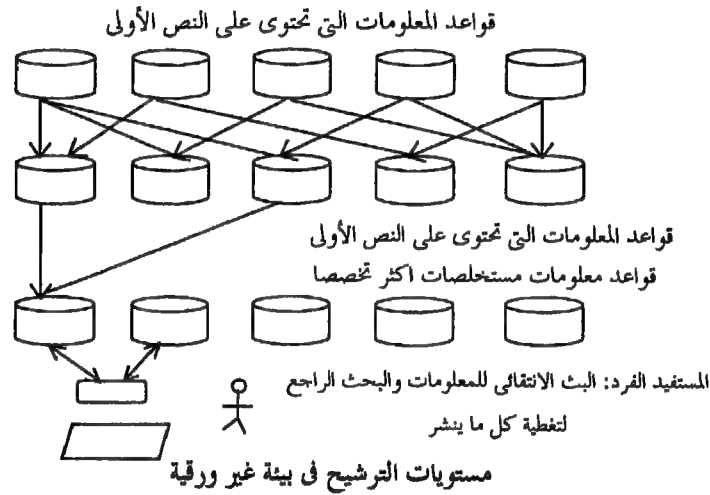 قواعد المعلومات التى تحتوى على النص الأولى
قواعد المعلومات التى تحتوى على النص الأولى
قواعد معلومات مستخلصات اكثر تخصصا
المستفيد الفرد: البث الانتقائى للمعلومات والبحث الراجع
لتغطية كل ما ينشر
مستويات الترشيح فى بيئة غير ورقية